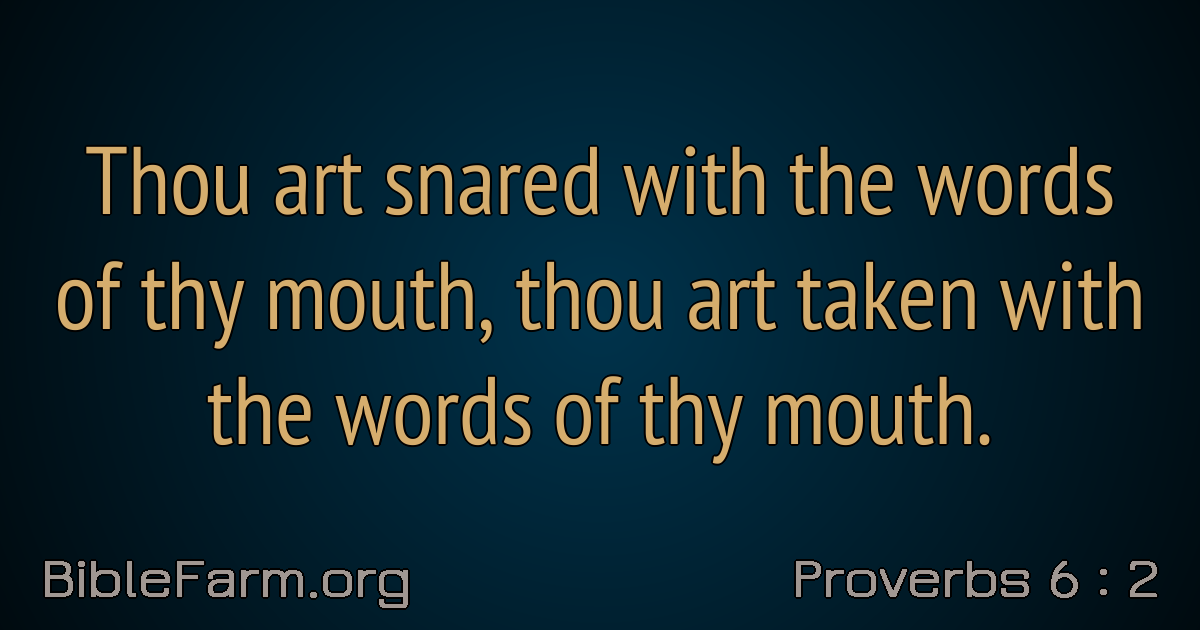 Thou art snared with the words
of thy mouth, thou art taken with
the words of thy mouth.
BibleFarm.org
Proverbs 6 : 2